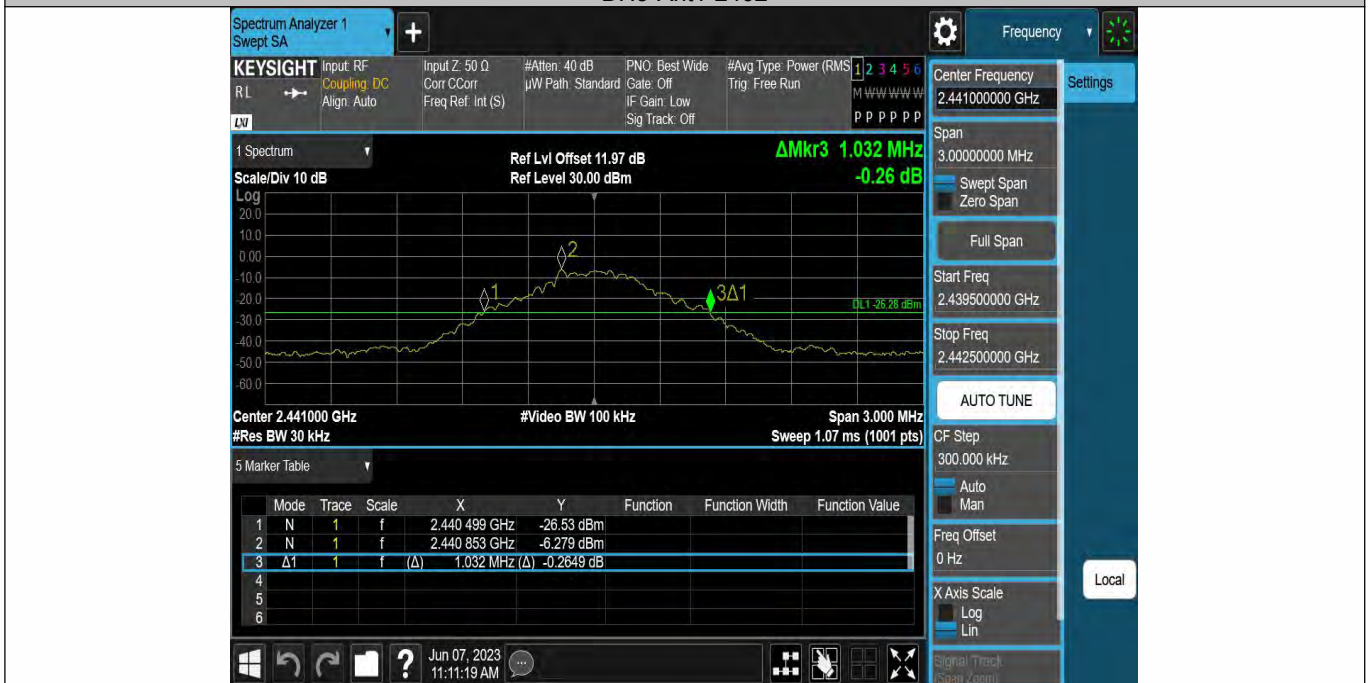 Spectrum Analyzer 1
Swept SA
+
Frequency
KEYSIGHT
RL
LXI
Input: RF
Coupling: DC
Align: Auto
Input Z: 50 Ω
Corr CCorr
Freq Ref: Int (S)
#Atten: 40 dB
µW Path: Standard
PNO: Best Wide
Gate: Off
IF Gain: Low
Sig Track: Off
#Avg Type: Power (RMS
Trig: Free Run
1 2 3 4 5 6
M W W W W W
P P P P P P
1 Spectrum
Scale/Div 10 dB
Ref Lvl Offset 11.97 dB
Ref Level 30.00 dBm
ΔMkr3 1.032 MHz
-0.26 dB
Log
20.0
10.0
0.00
-10.0
-20.0
-30.0
-40.0
-50.0
-60.0
2
1
3Δ1
DL1 -26.28 dBm
Center 2.441000 GHz
#Video BW 100 kHz
Span 3.000 MHz
#Res BW 30 kHz
Sweep 1.07 ms (1001 pts)
5 Marker Table
Mode Trace Scale X Y Function Function Width Function Value
1 N 1 f 2.440 499 GHz -26.53 dBm
2 N 1 f 2.440 853 GHz -6.279 dBm
3 Δ1 1 f (Δ) 1.032 MHz (Δ) -0.2649 dB
4
5
6
?
Jun 07, 2023
11:11:19 AM
Center Frequency
2.441000000 GHz
Settings
Span
3.00000000 MHz
Swept Span
Zero Span
Full Span
Start Freq
2.439500000 GHz
Stop Freq
2.442500000 GHz
AUTO TUNE
CF Step
300.000 kHz
Auto
Man
Freq Offset
0 Hz
Local
X Axis Scale
Log
Lin
Signal Track
(Span Zoom)